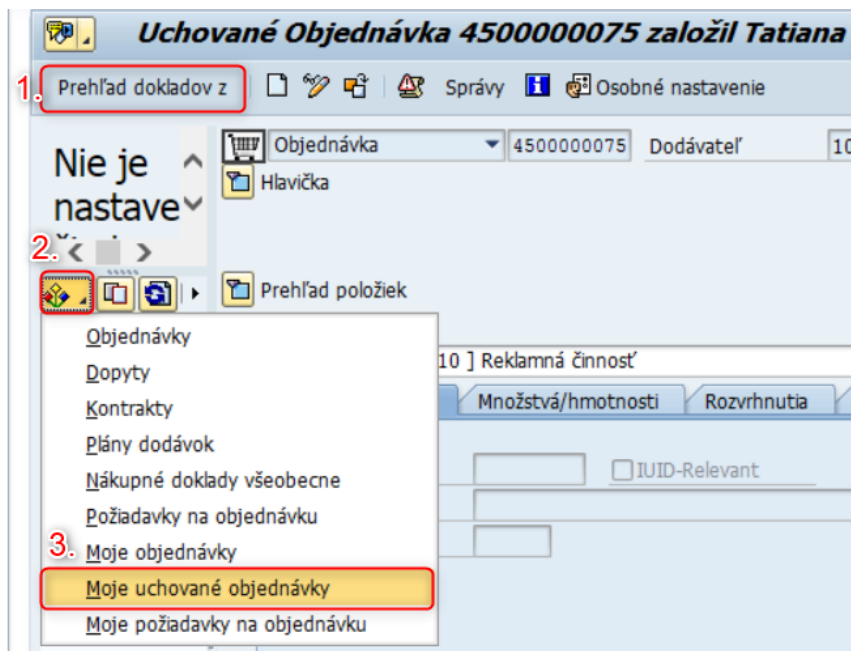 Uchované Objednávka 4500000075 založil Tatiana
1. Prehľad dokladov z Správy Osobné nastavenie
Objednávka 4500000075 Dodávateľ 10
Nie je
nastave
Hlavička
2.
Prehľad položiek
Objednávky
Dopyty
Kontrakty
Plány dodávok
Nákupné doklady všeobecne
Požiadavky na objednávku
3. Moje objednávky
Moje uchované objednávky
Moje požiadavky na objednávku
10 ] Reklamná činnosť
Množstvá/hmotnosti Rozvrhnutia
IUID-Relevant